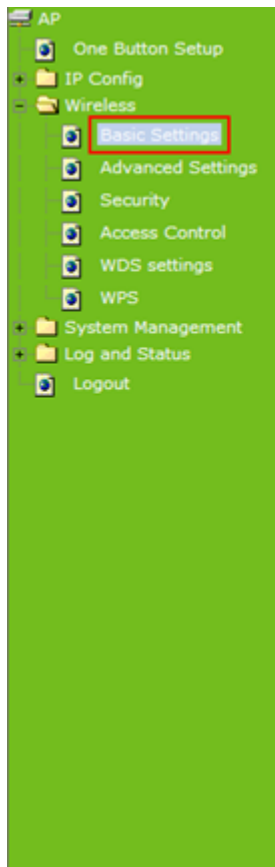 AP
One Button Setup
IP Config
Wireless
Basic Settings
Advanced Settings
Security
Access Control
WDS settings
WPS
System Management
Log and Status
Logout